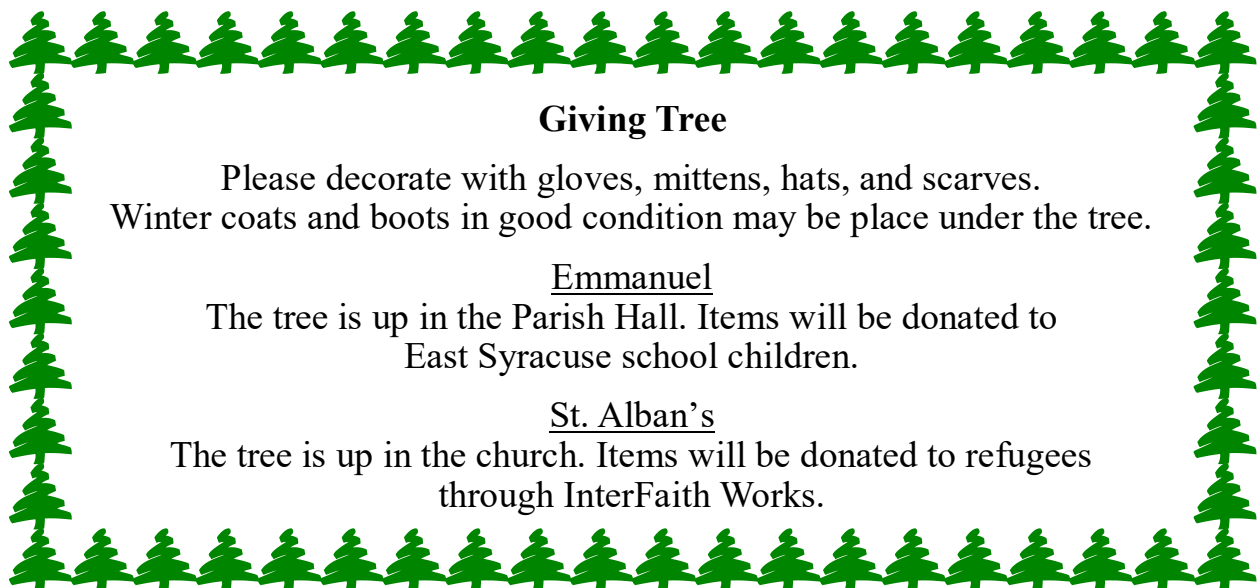 Giving Tree
Please decorate with gloves, mittens, hats, and scarves.
Winter coats and boots in good condition may be place under the tree.
Emmanuel
The tree is up in the Parish Hall. Items will be donated to
East Syracuse school children.
St. Alban’s
The tree is up in the church. Items will be donated to refugees
through InterFaith Works.